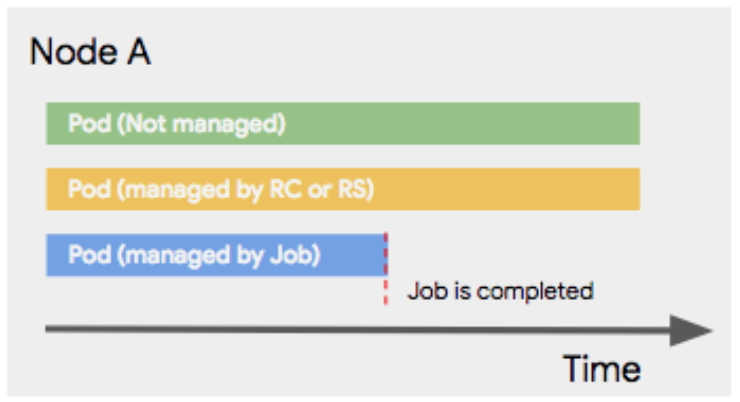 Node A
Pod (Not managed)
Pod (managed by RC or RS)
Pod (managed by Job)
Job is completed
Time